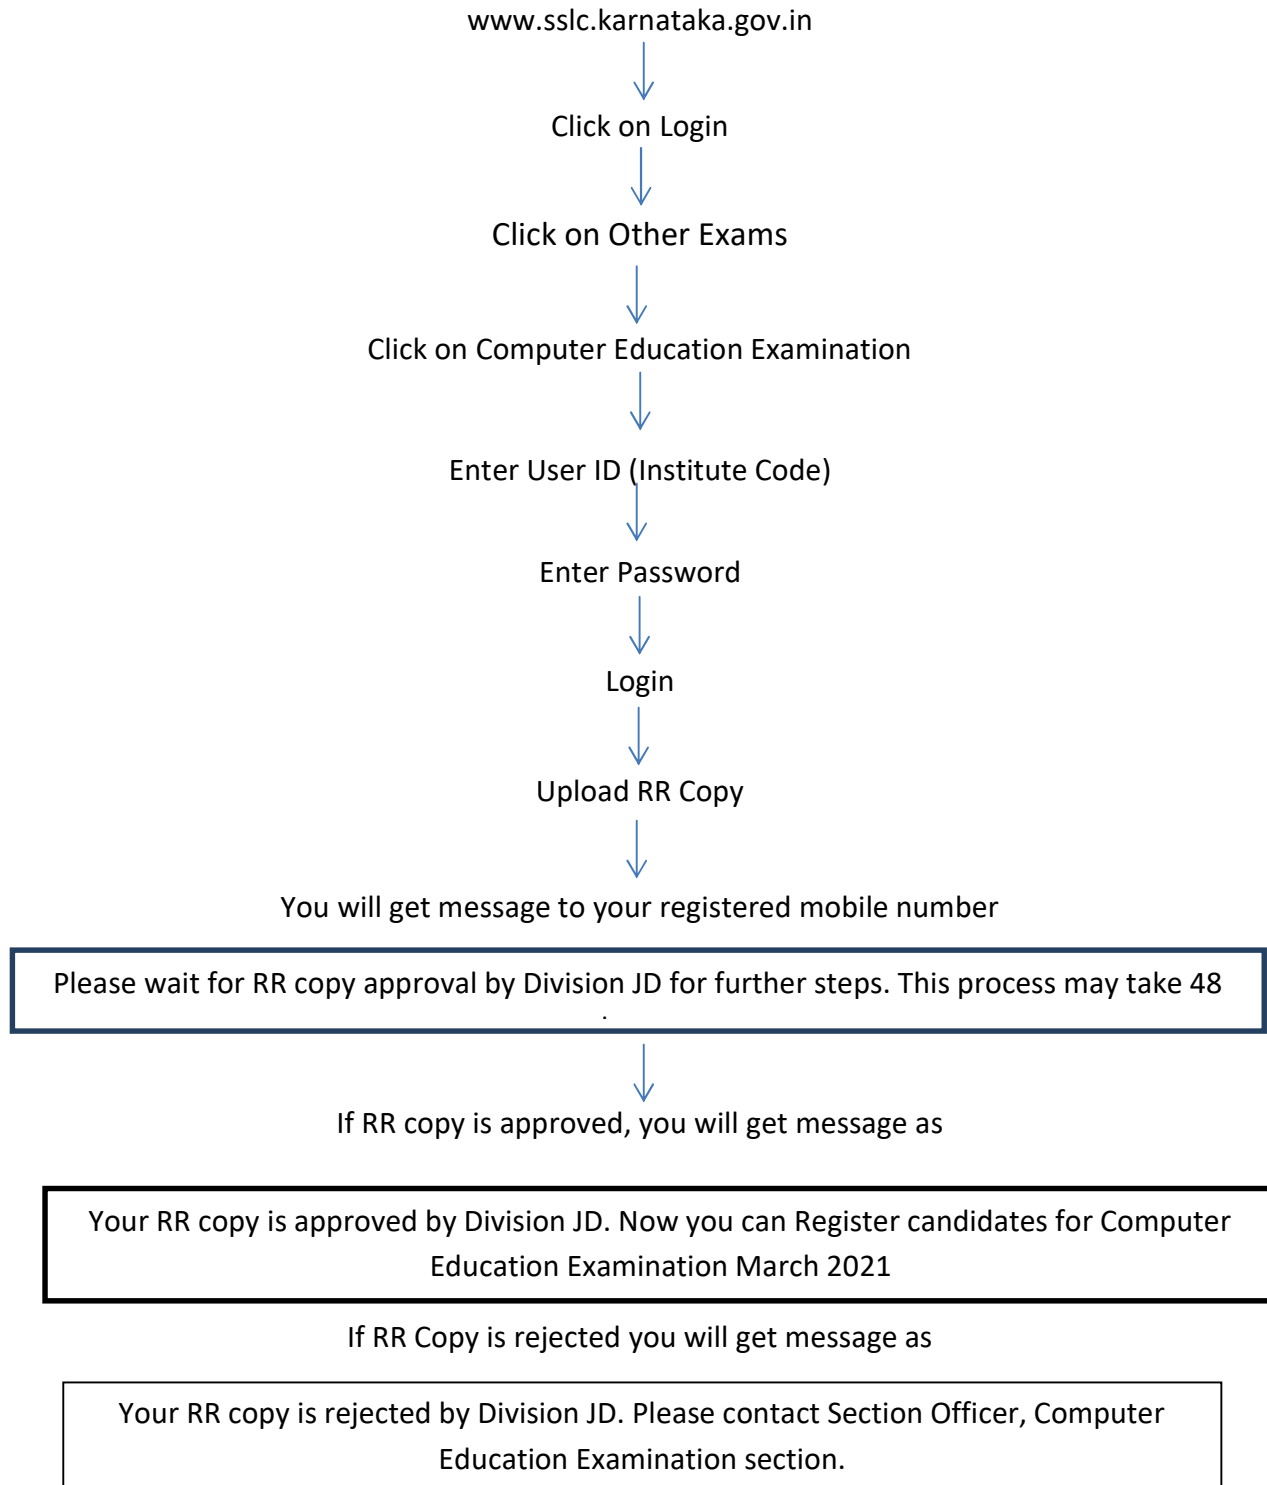 www.sslc.karnataka.gov.in
Click on Login
Click on Other Exams
Click on Computer Education Examination
Enter User ID (Institute Code)
Enter Password
Login
Upload RR Copy
You will get message to your registered mobile number
Please wait for RR copy approval by Division JD for further steps. This process may take 48
If RR copy is approved, you will get message as
Your RR copy is approved by Division JD. Now you can Register candidates for Computer
Education Examination March 2021
If RR Copy is rejected you will get message as
Your RR copy is rejected by Division JD. Please contact Section Officer, Computer
Education Examination section.